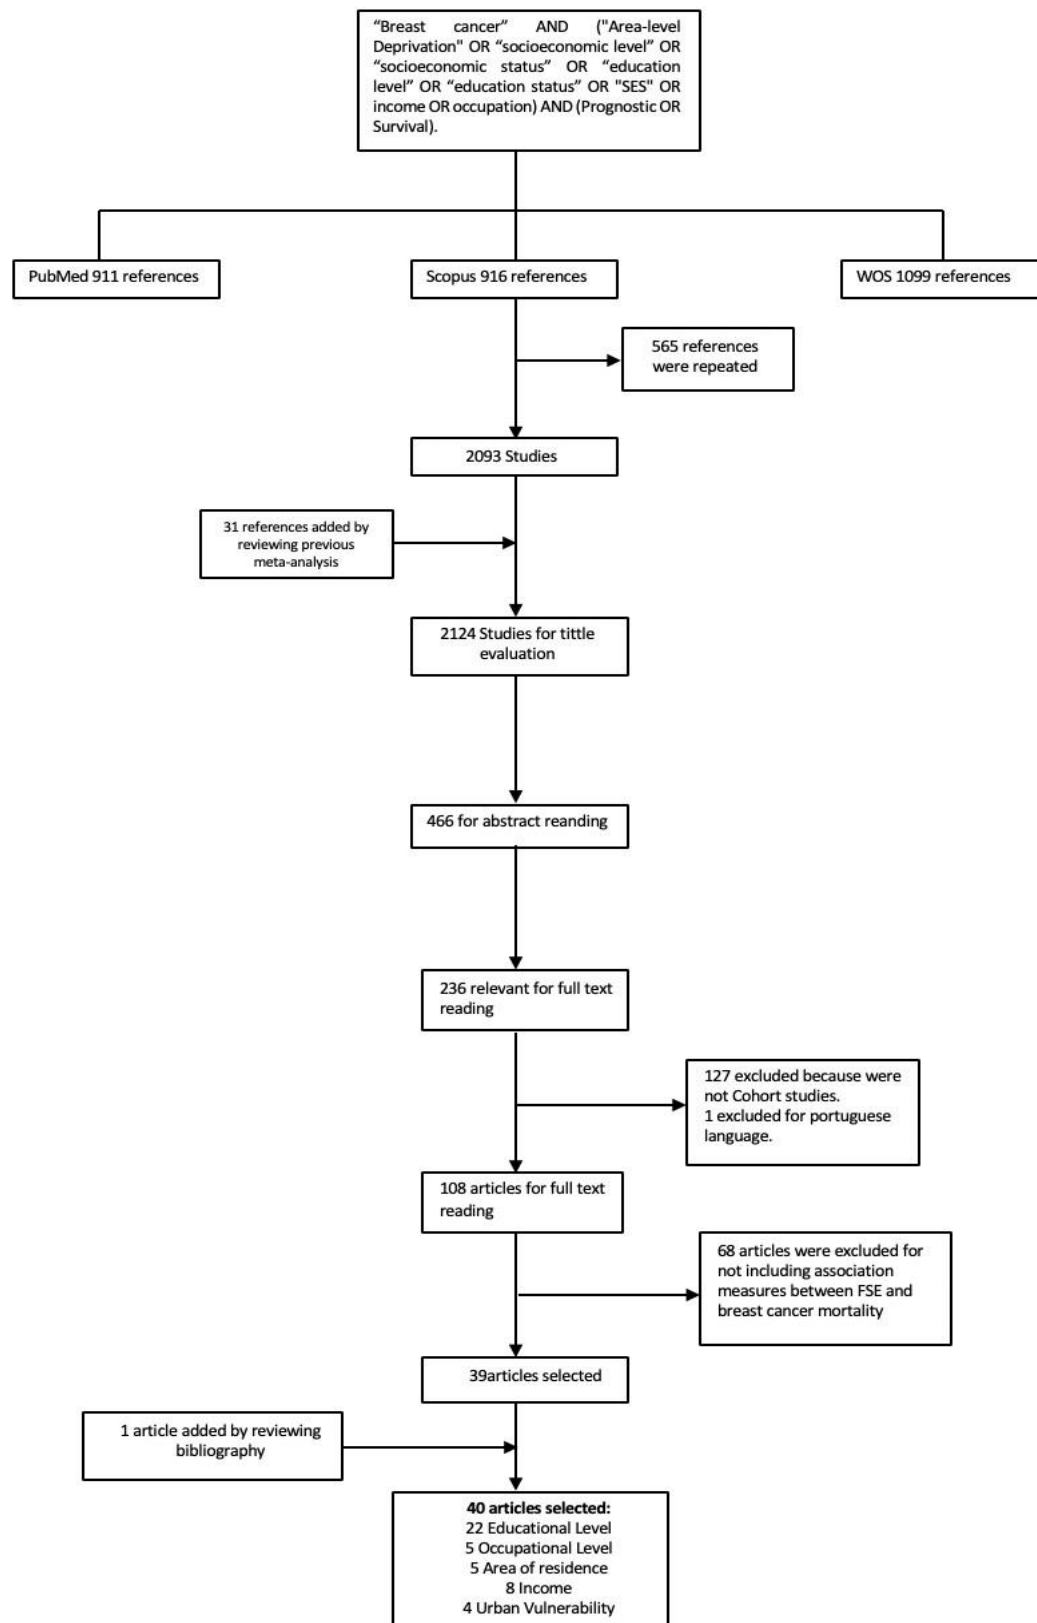 “Breast cancer” AND ("Area-level
Deprivation" OR “socioeconomic level” OR
“socioeconomic status” OR “education
level” OR “education status” OR "SES" OR
income OR occupation) AND (Prognostic OR
Survival).
PubMed 911 references
Scopus 916 references
WOS 1099 references
565 references
were repeated
2093 Studies
31 references added by
reviewing previous
meta-analysis
2124 Studies for tittle
evaluation
466 for abstract reanding
236 relevant for full text
reading
127 excluded because were
not Cohort studies.
1 excluded for portuguese
language.
108 articles for full text
reading
68 articles were excluded for
not including association
measures between FSE and
breast cancer mortality
39articles selected
1 article added by reviewing
bibliography
40 articles selected:
22 Educational Level
5 Occupational Level
5 Area of residence
8 Income
4 Urban Vulnerability